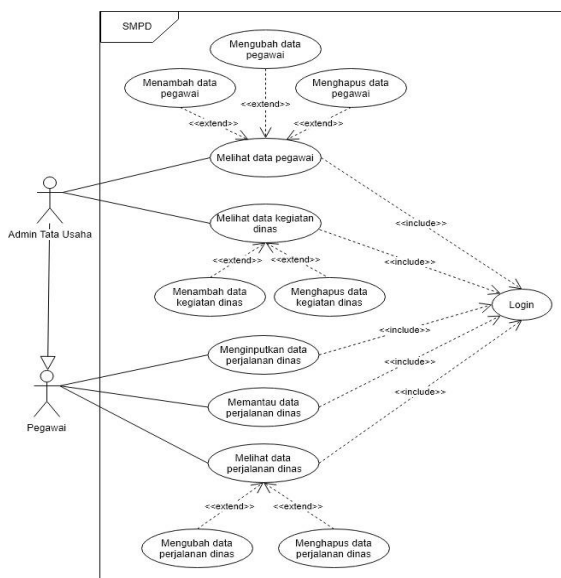 SMPD
Mengubah data
pegawai
Menambah data
pegawai
Menghapus data
pegawai
<<extend>>
<<extend>>
<<extend>>
Melihat data pegawai
Admin Tata Usaha
<<include>>
Melihat data kegiatan
dinas
<<include>>
<<extend>>
<<extend>>
Menambah data
kegiatan dinas
Menghapus data
kegiatan dinas
Login
<<include>>
Menginputkan data
perjalanan dinas
<<include>>
Memantau data
perjalanan dinas
<<include>>
Pegawai
Melihat data
perjalanan dinas
<<extend>>
<<extend>>
Mengubah data
perjalanan dinas
Menghapus data
perjalanan dinas